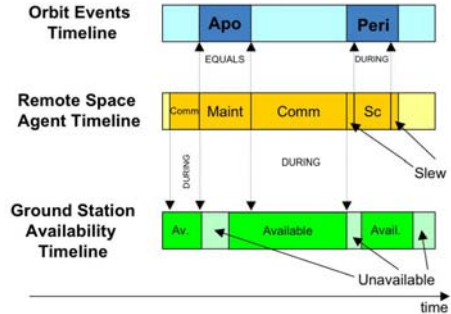 Orbit Events
Timeline
Apo
Peri
EQUALS
DURING
Remote Space
Agent Timeline
Comm
Maint
Comm
Sc
DURING
DURING
Slew
Ground Station
Availability
Timeline
Av.
Available
Avail.
Unavailable
time